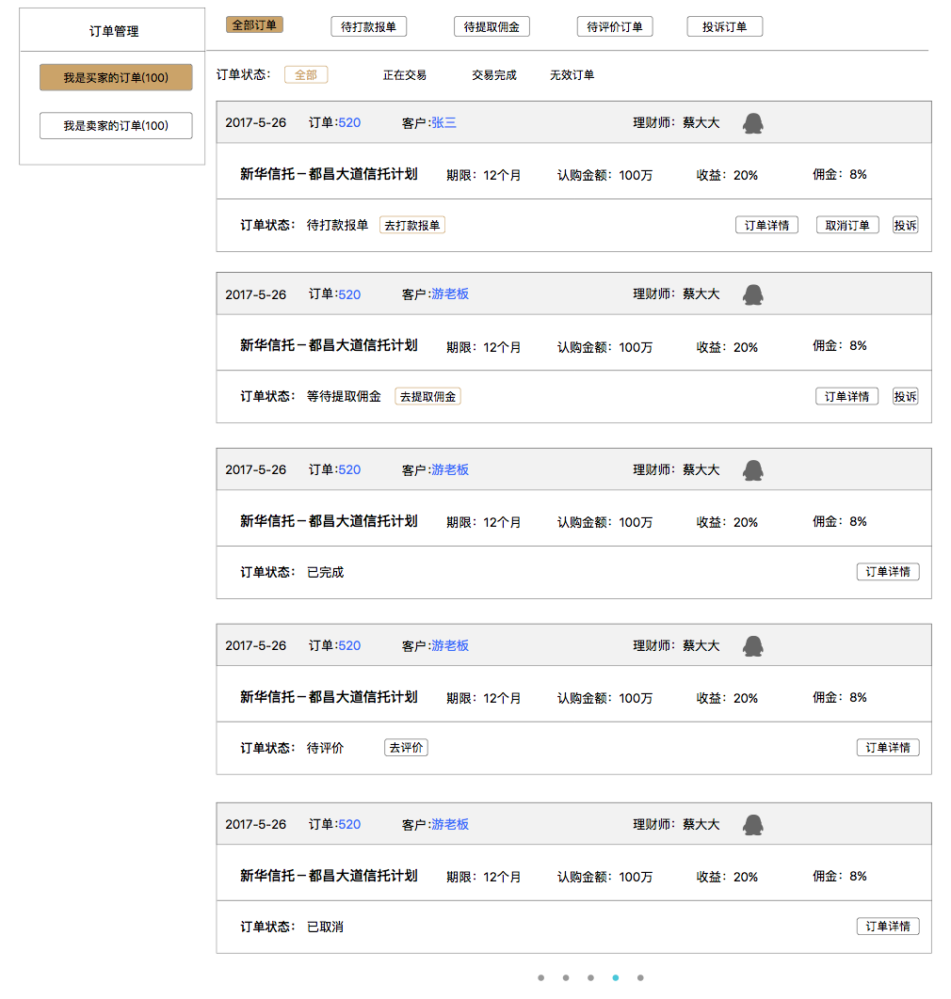 订单管理
我是买家的订单(100)
我是卖家的订单(100)
全部订单 待打款报单 待提取佣金 待评价订单 投诉订单
订单状态： 全部 正在交易 交易完成 无效订单
2017-5-26 订单:520 客户:张三 理财师：蔡大大
新华信托－都昌大道信托计划 期限：12个月 认购金额：100万 收益：20% 佣金：8%
订单状态： 待打款报单 去打款报单 订单详情 取消订单 投诉
2017-5-26 订单:520 客户:游老板 理财师：蔡大大
新华信托－都昌大道信托计划 期限：12个月 认购金额：100万 收益：20% 佣金：8%
订单状态： 等待提取佣金 去提取佣金 订单详情 投诉
2017-5-26 订单:520 客户:游老板 理财师：蔡大大
新华信托－都昌大道信托计划 期限：12个月 认购金额：100万 收益：20% 佣金：8%
订单状态： 已完成 订单详情
2017-5-26 订单:520 客户:游老板 理财师：蔡大大
新华信托－都昌大道信托计划 期限：12个月 认购金额：100万 收益：20% 佣金：8%
订单状态： 待评价 去评价 订单详情
2017-5-26 订单:520 客户:游老板 理财师：蔡大大
新华信托－都昌大道信托计划 期限：12个月 认购金额：100万 收益：20% 佣金：8%
订单状态： 已取消 订单详情